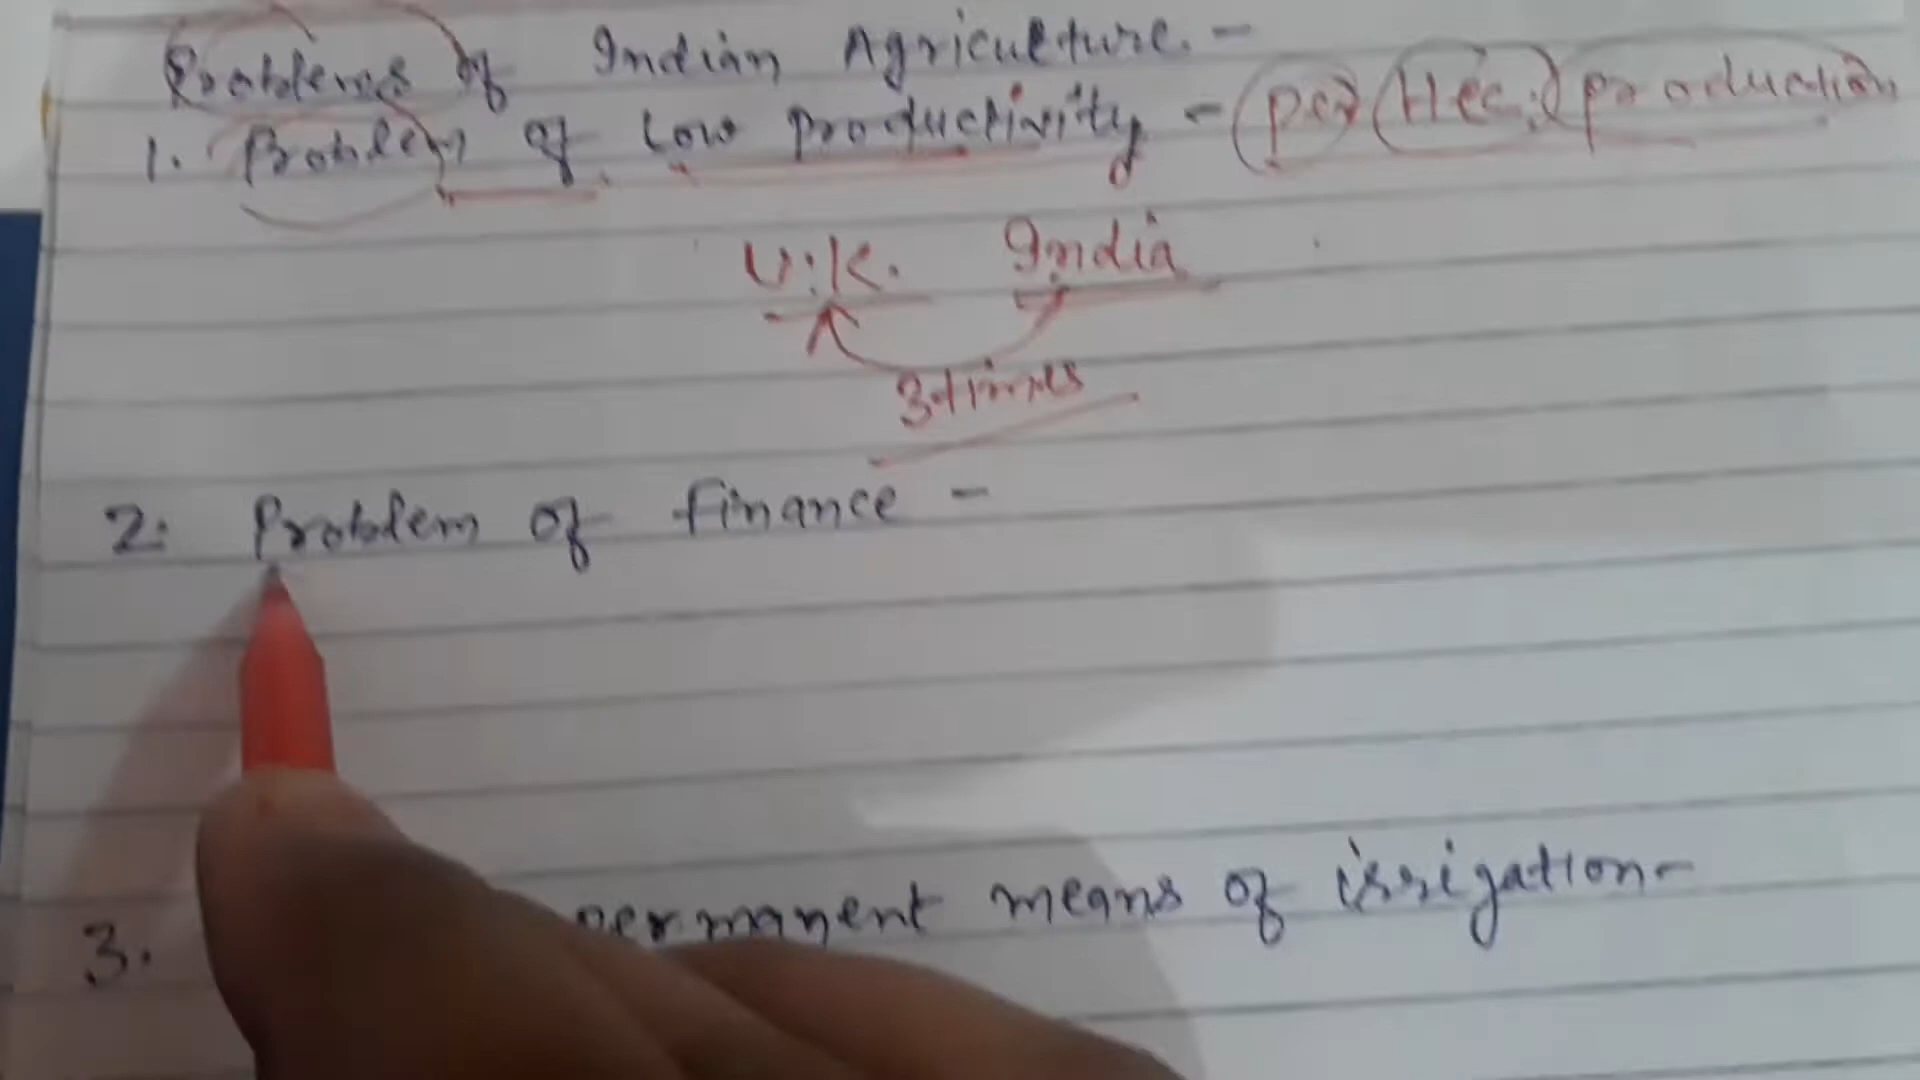 Problems of Indian Agriculture. -
1. Problem of Low Productivity - per Hec. production
U.K. India
3 times
2. Problem of finance -
3. permanent means of irrigation-